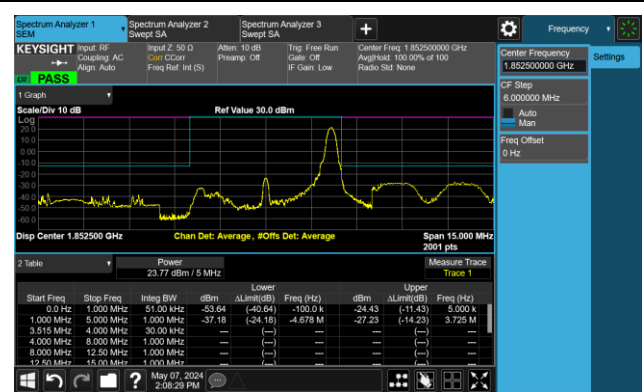 Spectrum Analyzer 1 Spectrum Analyzer 2 Spectrum Analyzer 3
SEM Swept SA Swept SA
Frequency
KEYSIGHT Input: RF Input Z: 50 Ω Atten: 10 dB Trig: Free Run Center Freq: 1.852500000 GHz
Coupling: AC Corr CCorr Preamp: Off Gate: Off Avg|Hold: 100.00% of 100
Align: Auto Freq Ref: Int (S) IF Gain: Low Radio Std: None
PASS
Center Frequency
1.852500000 GHz
Settings
CF Step
6.000000 MHz
Auto
Man
Freq Offset
0 Hz
1 Graph
Scale/Div 10 dB Ref Value 30.0 dBm
Log
20.0
10.0
0.00
-10.0
-20.0
-30.0
-40.0
-50.0
-60.0
Disp Center 1.852500 GHz Chan Det: Average , #Offs Det: Average Span 15.000 MHz
2001 pts
2 Table Power Measure Trace
23.77 dBm / 5 MHz Trace 1
Lower Upper
Start Freq Stop Freq Integ BW dBm ΔLimit(dB) Freq (Hz) dBm ΔLimit(dB) Freq (Hz)
0.0 Hz 1.000 MHz 51.00 kHz -53.64 (-40.64) -100.0 k -24.43 (-11.43) 5.000 k
1.000 MHz 5.000 MHz 1.000 MHz -37.18 (-24.18) -4.678 M -27.23 (-14.23) 3.725 M
3.515 MHz 4.000 MHz 30.00 kHz --- (---) --- --- (---) ---
4.000 MHz 8.000 MHz 1.000 MHz --- (---) --- --- (---) ---
8.000 MHz 12.50 MHz 1.000 MHz --- (---) --- --- (---) ---
12.50 MHz 15.00 MHz 1.000 MHz --- (---) --- --- (---) ---
May 07, 2024
2:08:29 PM